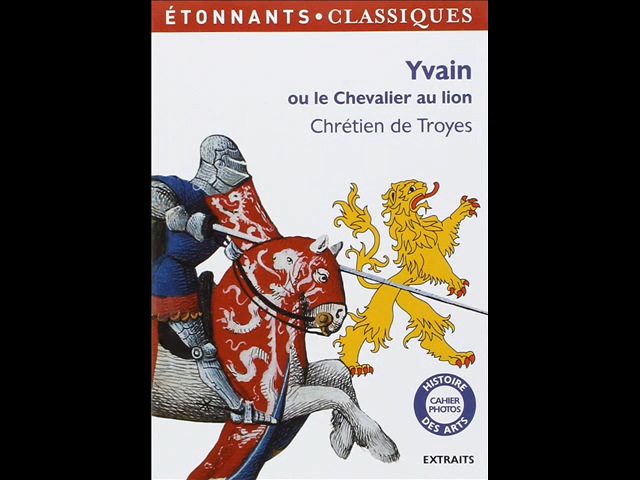 ÉTONNANTS • CLASSIQUES
Yvain
ou le Chevalier au lion
Chrétien de Troyes
HISTOIRE
CAHIER
PHOTOS
DES ARTS
EXTRAITS